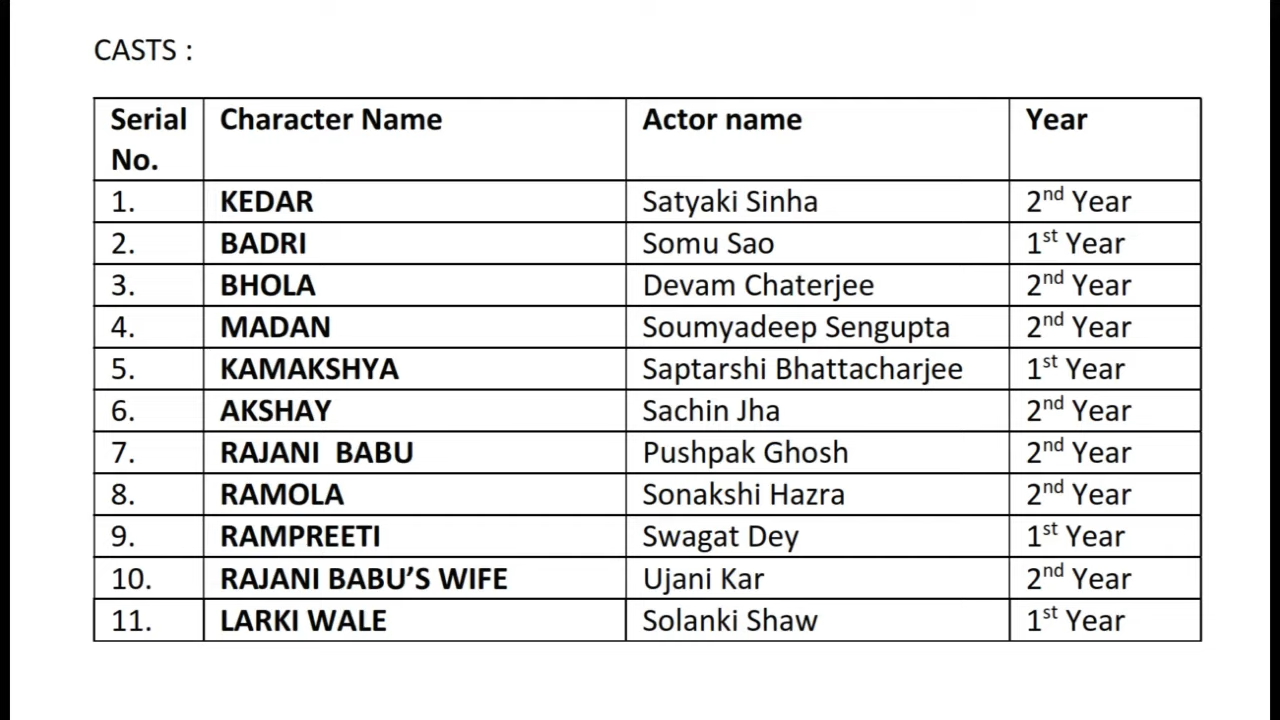 CASTS :
Serial No. Character Name Actor name Year
1. KEDAR Satyaki Sinha 2nd Year
2. BADRI Somu Sao 1st Year
3. BHOLA Devam Chaterjee 2nd Year
4. MADAN Soumyadeep Sengupta 2nd Year
5. KAMAKSHYA Saptarshi Bhattacharjee 1st Year
6. AKSHAY Sachin Jha 2nd Year
7. RAJANI  BABU Pushpak Ghosh 2nd Year
8. RAMOLA Sonakshi Hazra 2nd Year
9. RAMPREETI Swagat Dey 1st Year
10. RAJANI BABU’S WIFE Ujani Kar 2nd Year
11. LARKI WALE Solanki Shaw 1st Year